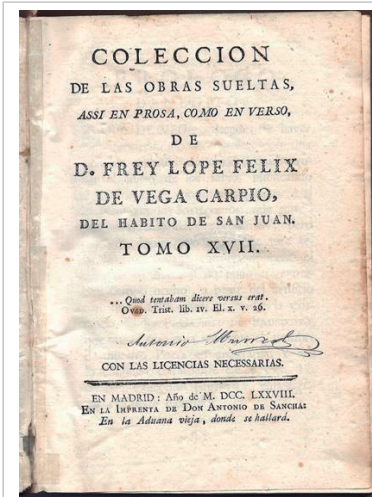 COLECCION
DE LAS OBRAS SUELTAS,
ASSI EN PROSA, COMO EN VERSO,
DE
D. FREY LOPE FELIX
DE VEGA CARPIO,
DEL HABITO DE SAN JUAN.
TOMO XVII.
...Quod tentabam dicere versus erat.
Ovid. Trist. lib. IV. El. x. v. 26.
Antonio
CON LAS LICENCIAS NECESSARIAS.
EN MADRID: Año de M. DCC. LXXVIII.
EN LA IMPRENTA DE DON ANTONIO DE SANCHA:
En la Aduana vieja, donde se hallará.